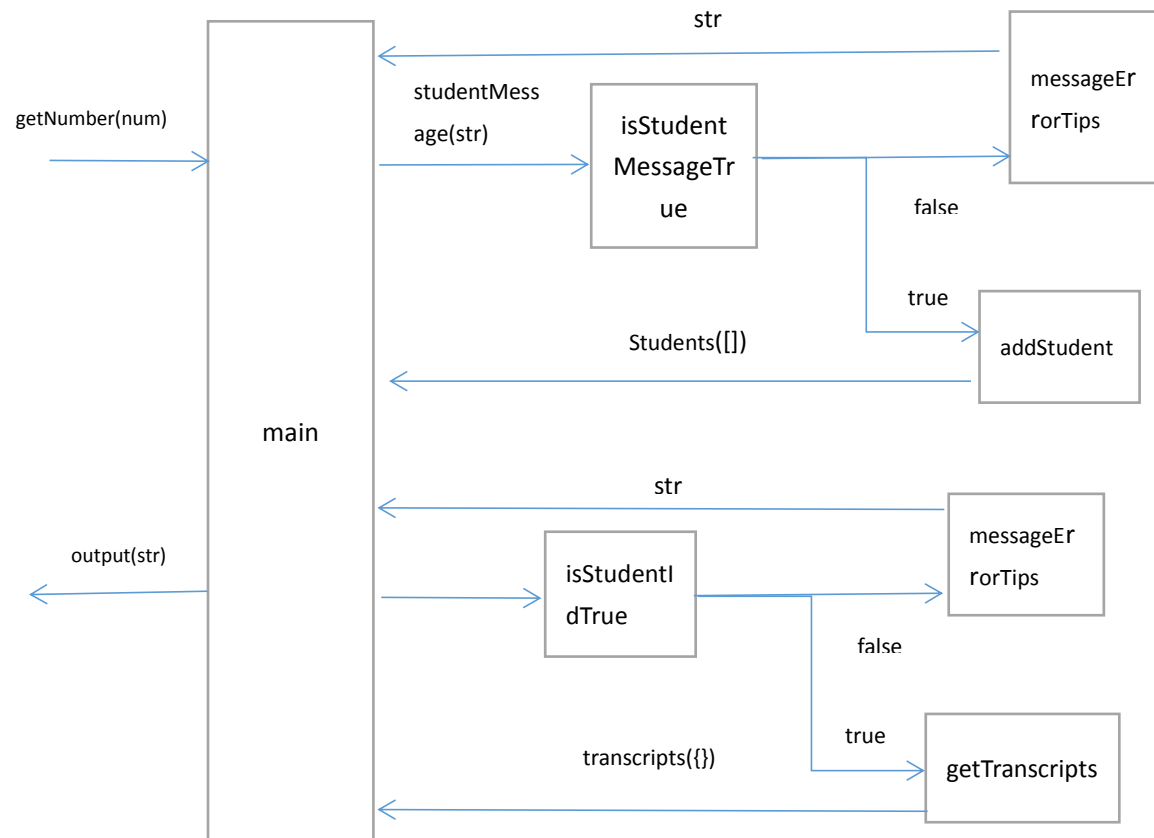 str
messageEr
rorTips
getNumber(num)
studentMess
age(str)
isStudent
MessageTr
ue
false
true
addStudent
Students([])
main
str
messageEr
rorTips
output(str)
isStudentI
dTrue
false
true
transcripts({})
getTranscripts